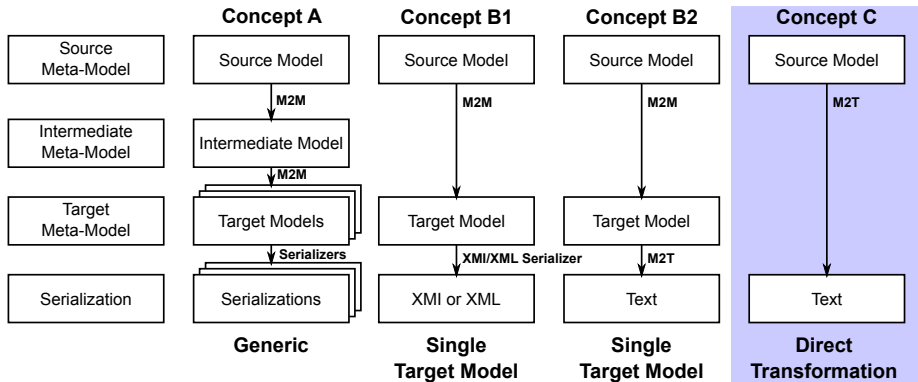 Concept A
Concept B1
Concept B2
Concept C
Source
Meta-Model
Source Model
Source Model
Source Model
Source Model
M2M
M2M
M2M
M2T
Intermediate
Meta-Model
Intermediate Model
M2M
Target
Meta-Model
Target Models
Target Model
Target Model
Serializers
XMI/XML Serializer
M2T
Serialization
Serializations
XMI or XML
Text
Text
Generic
Single
Target Model
Single
Target Model
Direct
Transformation